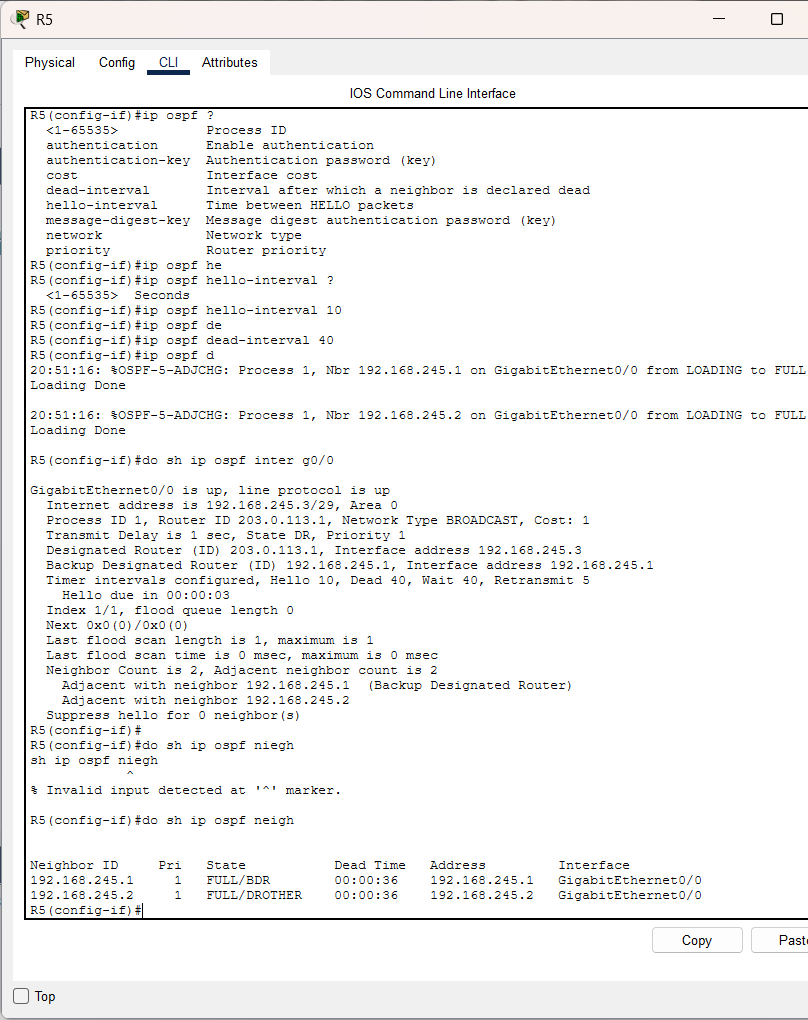 R5
Physical Config CLI Attributes
IOS Command Line Interface
R5(config-if)#ip ospf ?
  <1-65535>           Process ID
  authentication      Enable authentication
  authentication-key  Authentication password (key)
  cost                Interface cost
  dead-interval       Interval after which a neighbor is declared dead
  hello-interval      Time between HELLO packets
  message-digest-key  Message digest authentication password (key)
  network             Network type
  priority            Router priority
R5(config-if)#ip ospf he
R5(config-if)#ip ospf hello-interval ?
  <1-65535>  Seconds
R5(config-if)#ip ospf hello-interval 10
R5(config-if)#ip ospf de
R5(config-if)#ip ospf dead-interval 40
R5(config-if)#ip ospf d
20:51:16: %OSPF-5-ADJCHG: Process 1, Nbr 192.168.245.1 on GigabitEthernet0/0 from LOADING to FULL
Loading Done
20:51:16: %OSPF-5-ADJCHG: Process 1, Nbr 192.168.245.2 on GigabitEthernet0/0 from LOADING to FULL
Loading Done
R5(config-if)#do sh ip ospf inter g0/0
GigabitEthernet0/0 is up, line protocol is up
  Internet address is 192.168.245.3/29, Area 0
  Process ID 1, Router ID 203.0.113.1, Network Type BROADCAST, Cost: 1
  Transmit Delay is 1 sec, State DR, Priority 1
  Designated Router (ID) 203.0.113.1, Interface address 192.168.245.3
  Backup Designated Router (ID) 192.168.245.1, Interface address 192.168.245.1
  Timer intervals configured, Hello 10, Dead 40, Wait 40, Retransmit 5
    Hello due in 00:00:03
  Index 1/1, flood queue length 0
  Next 0x0(0)/0x0(0)
  Last flood scan length is 1, maximum is 1
  Last flood scan time is 0 msec, maximum is 0 msec
  Neighbor Count is 2, Adjacent neighbor count is 2
    Adjacent with neighbor 192.168.245.1  (Backup Designated Router)
    Adjacent with neighbor 192.168.245.2
  Suppress hello for 0 neighbor(s)
R5(config-if)#
R5(config-if)#do sh ip ospf niegh
sh ip ospf niegh
            ^
% Invalid input detected at '^' marker.
R5(config-if)#do sh ip ospf neigh
Neighbor ID     Pri   State           Dead Time   Address         Interface
192.168.245.1     1   FULL/BDR        00:00:36    192.168.245.1   GigabitEthernet0/0
192.168.245.2     1   FULL/DROTHER    00:00:36    192.168.245.2   GigabitEthernet0/0
R5(config-if)#
Copy Past
Top